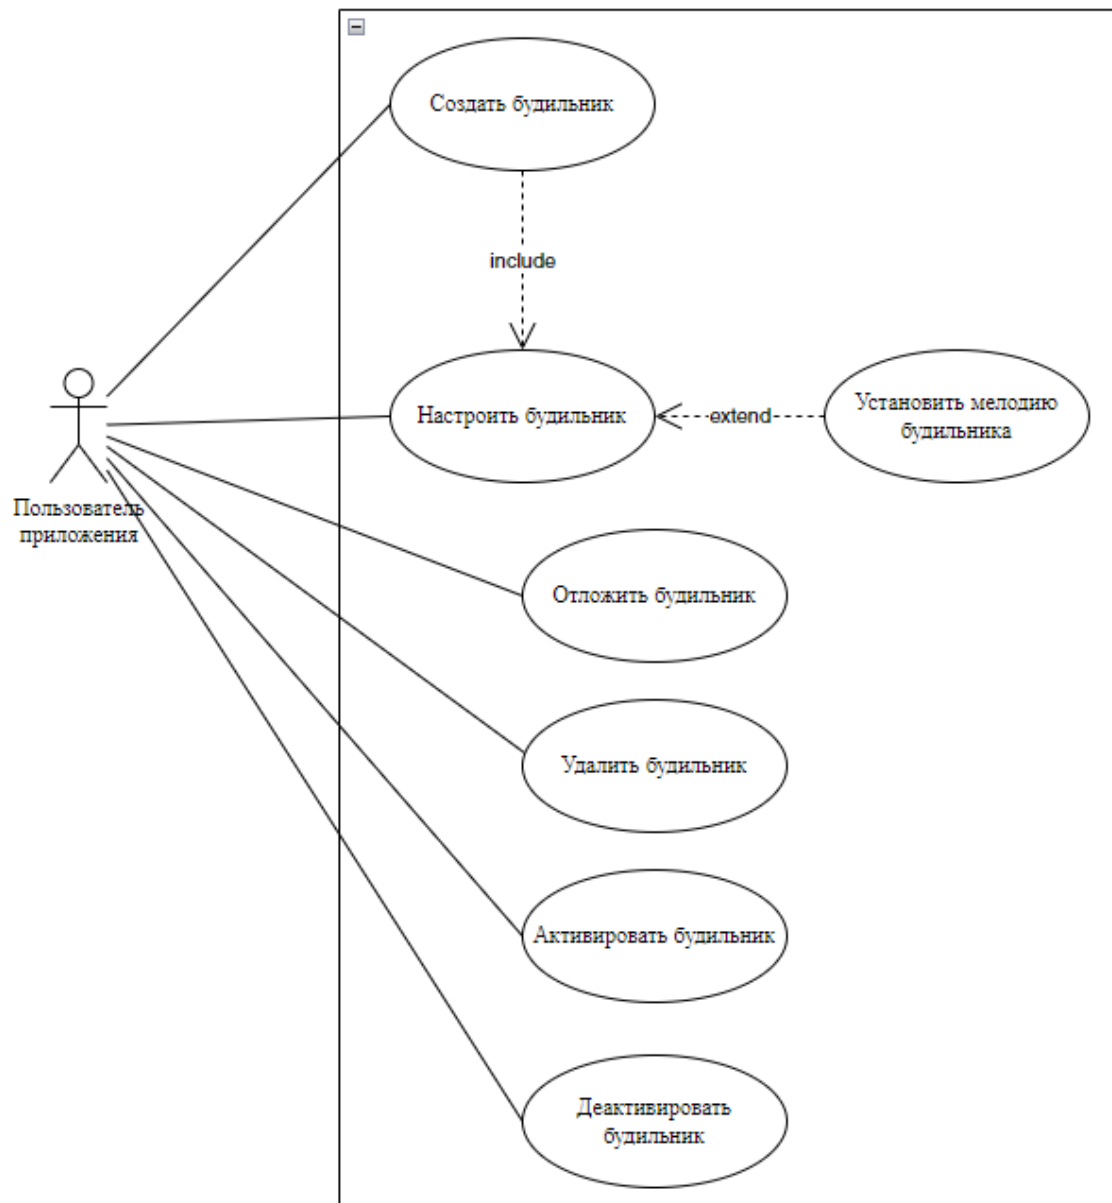 Создать будильник
include
Настроить будильник
extend
Установить мелодию
будильника
Пользователь
приложения
Отложить будильник
Удалить будильник
Активировать будильник
Деактивировать
будильник